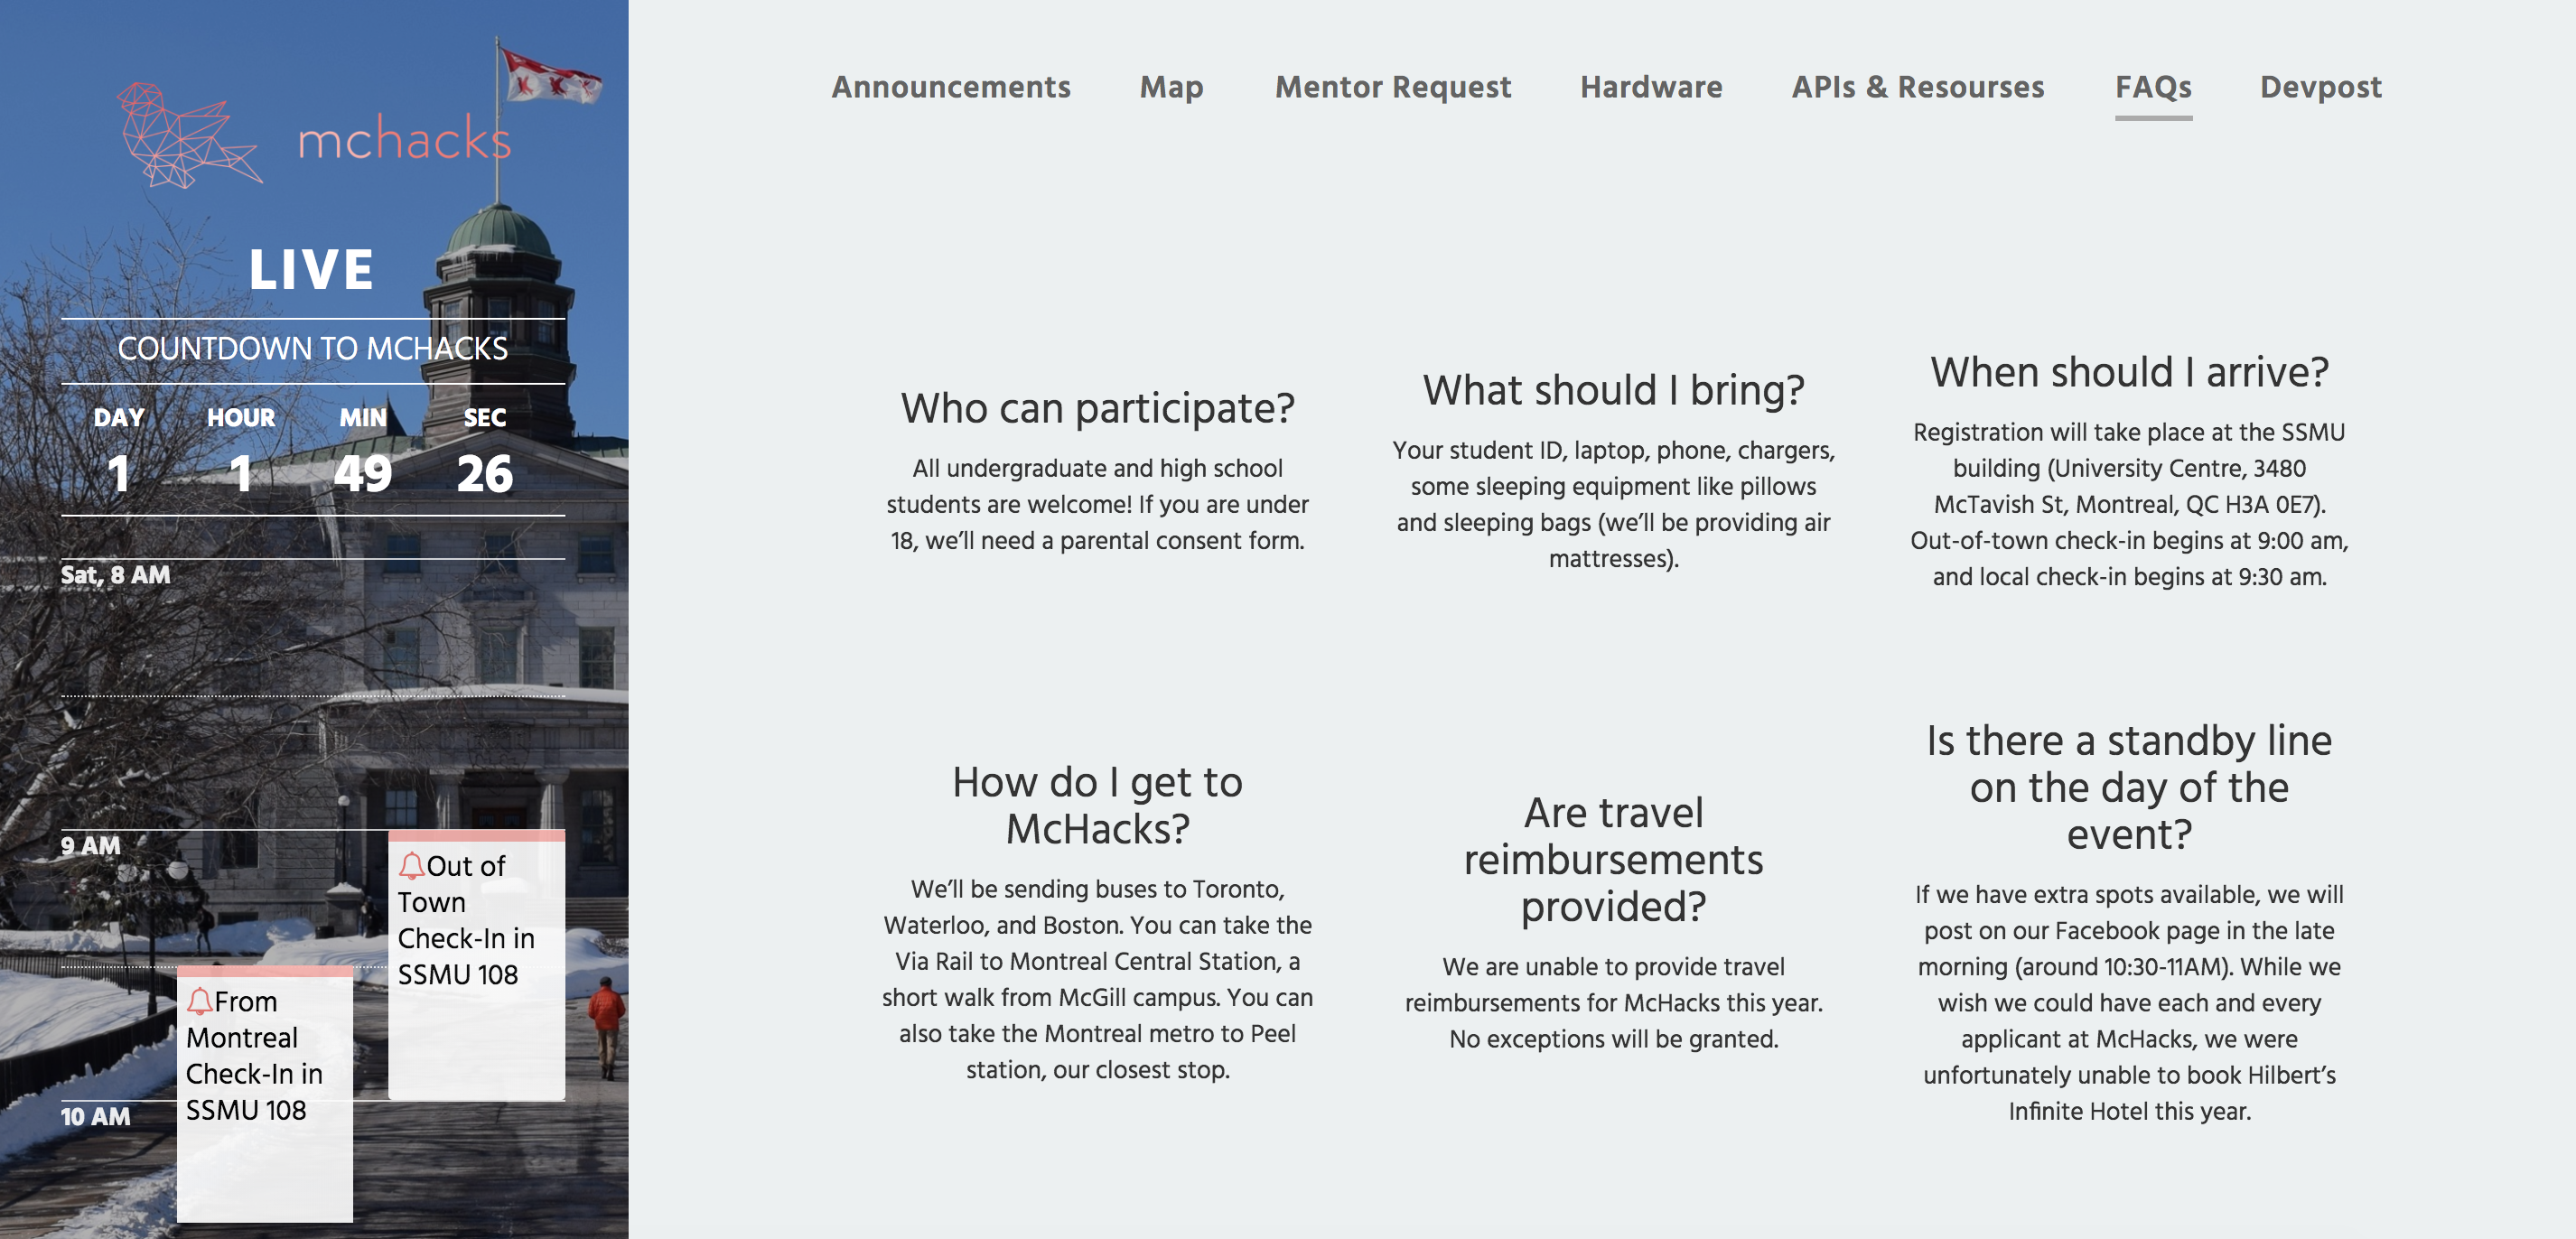 mchacks
LIVE
COUNTDOWN TO MCHACKS
DAY HOUR MIN SEC
1 1 49 26
Sat, 8 AM
9 AM
Out of
Town
Check-In in
SSMU 108
From
Montreal
Check-In in
SSMU 108
10 AM
Announcements Map Mentor Request Hardware APIs & Resourses FAQs Devpost
Who can participate?
All undergraduate and high school
students are welcome! If you are under
18, we'll need a parental consent form.
What should I bring?
Your student ID, laptop, phone, chargers,
some sleeping equipment like pillows
and sleeping bags (we'll be providing air
mattresses).
When should I arrive?
Registration will take place at the SSMU
building (University Centre, 3480
McTavish St, Montreal, QC H3A 0E7).
Out-of-town check-in begins at 9:00 am,
and local check-in begins at 9:30 am.
How do I get to
McHacks?
We'll be sending buses to Toronto,
Waterloo, and Boston. You can take the
Via Rail to Montreal Central Station, a
short walk from McGill campus. You can
also take the Montreal metro to Peel
station, our closest stop.
Are travel
reimbursements
provided?
We are unable to provide travel
reimbursements for McHacks this year.
No exceptions will be granted.
Is there a standby line
on the day of the
event?
If we have extra spots available, we will
post on our Facebook page in the late
morning (around 10:30-11AM). While we
wish we could have each and every
applicant at McHacks, we were
unfortunately unable to book Hilbert's
Infinite Hotel this year.